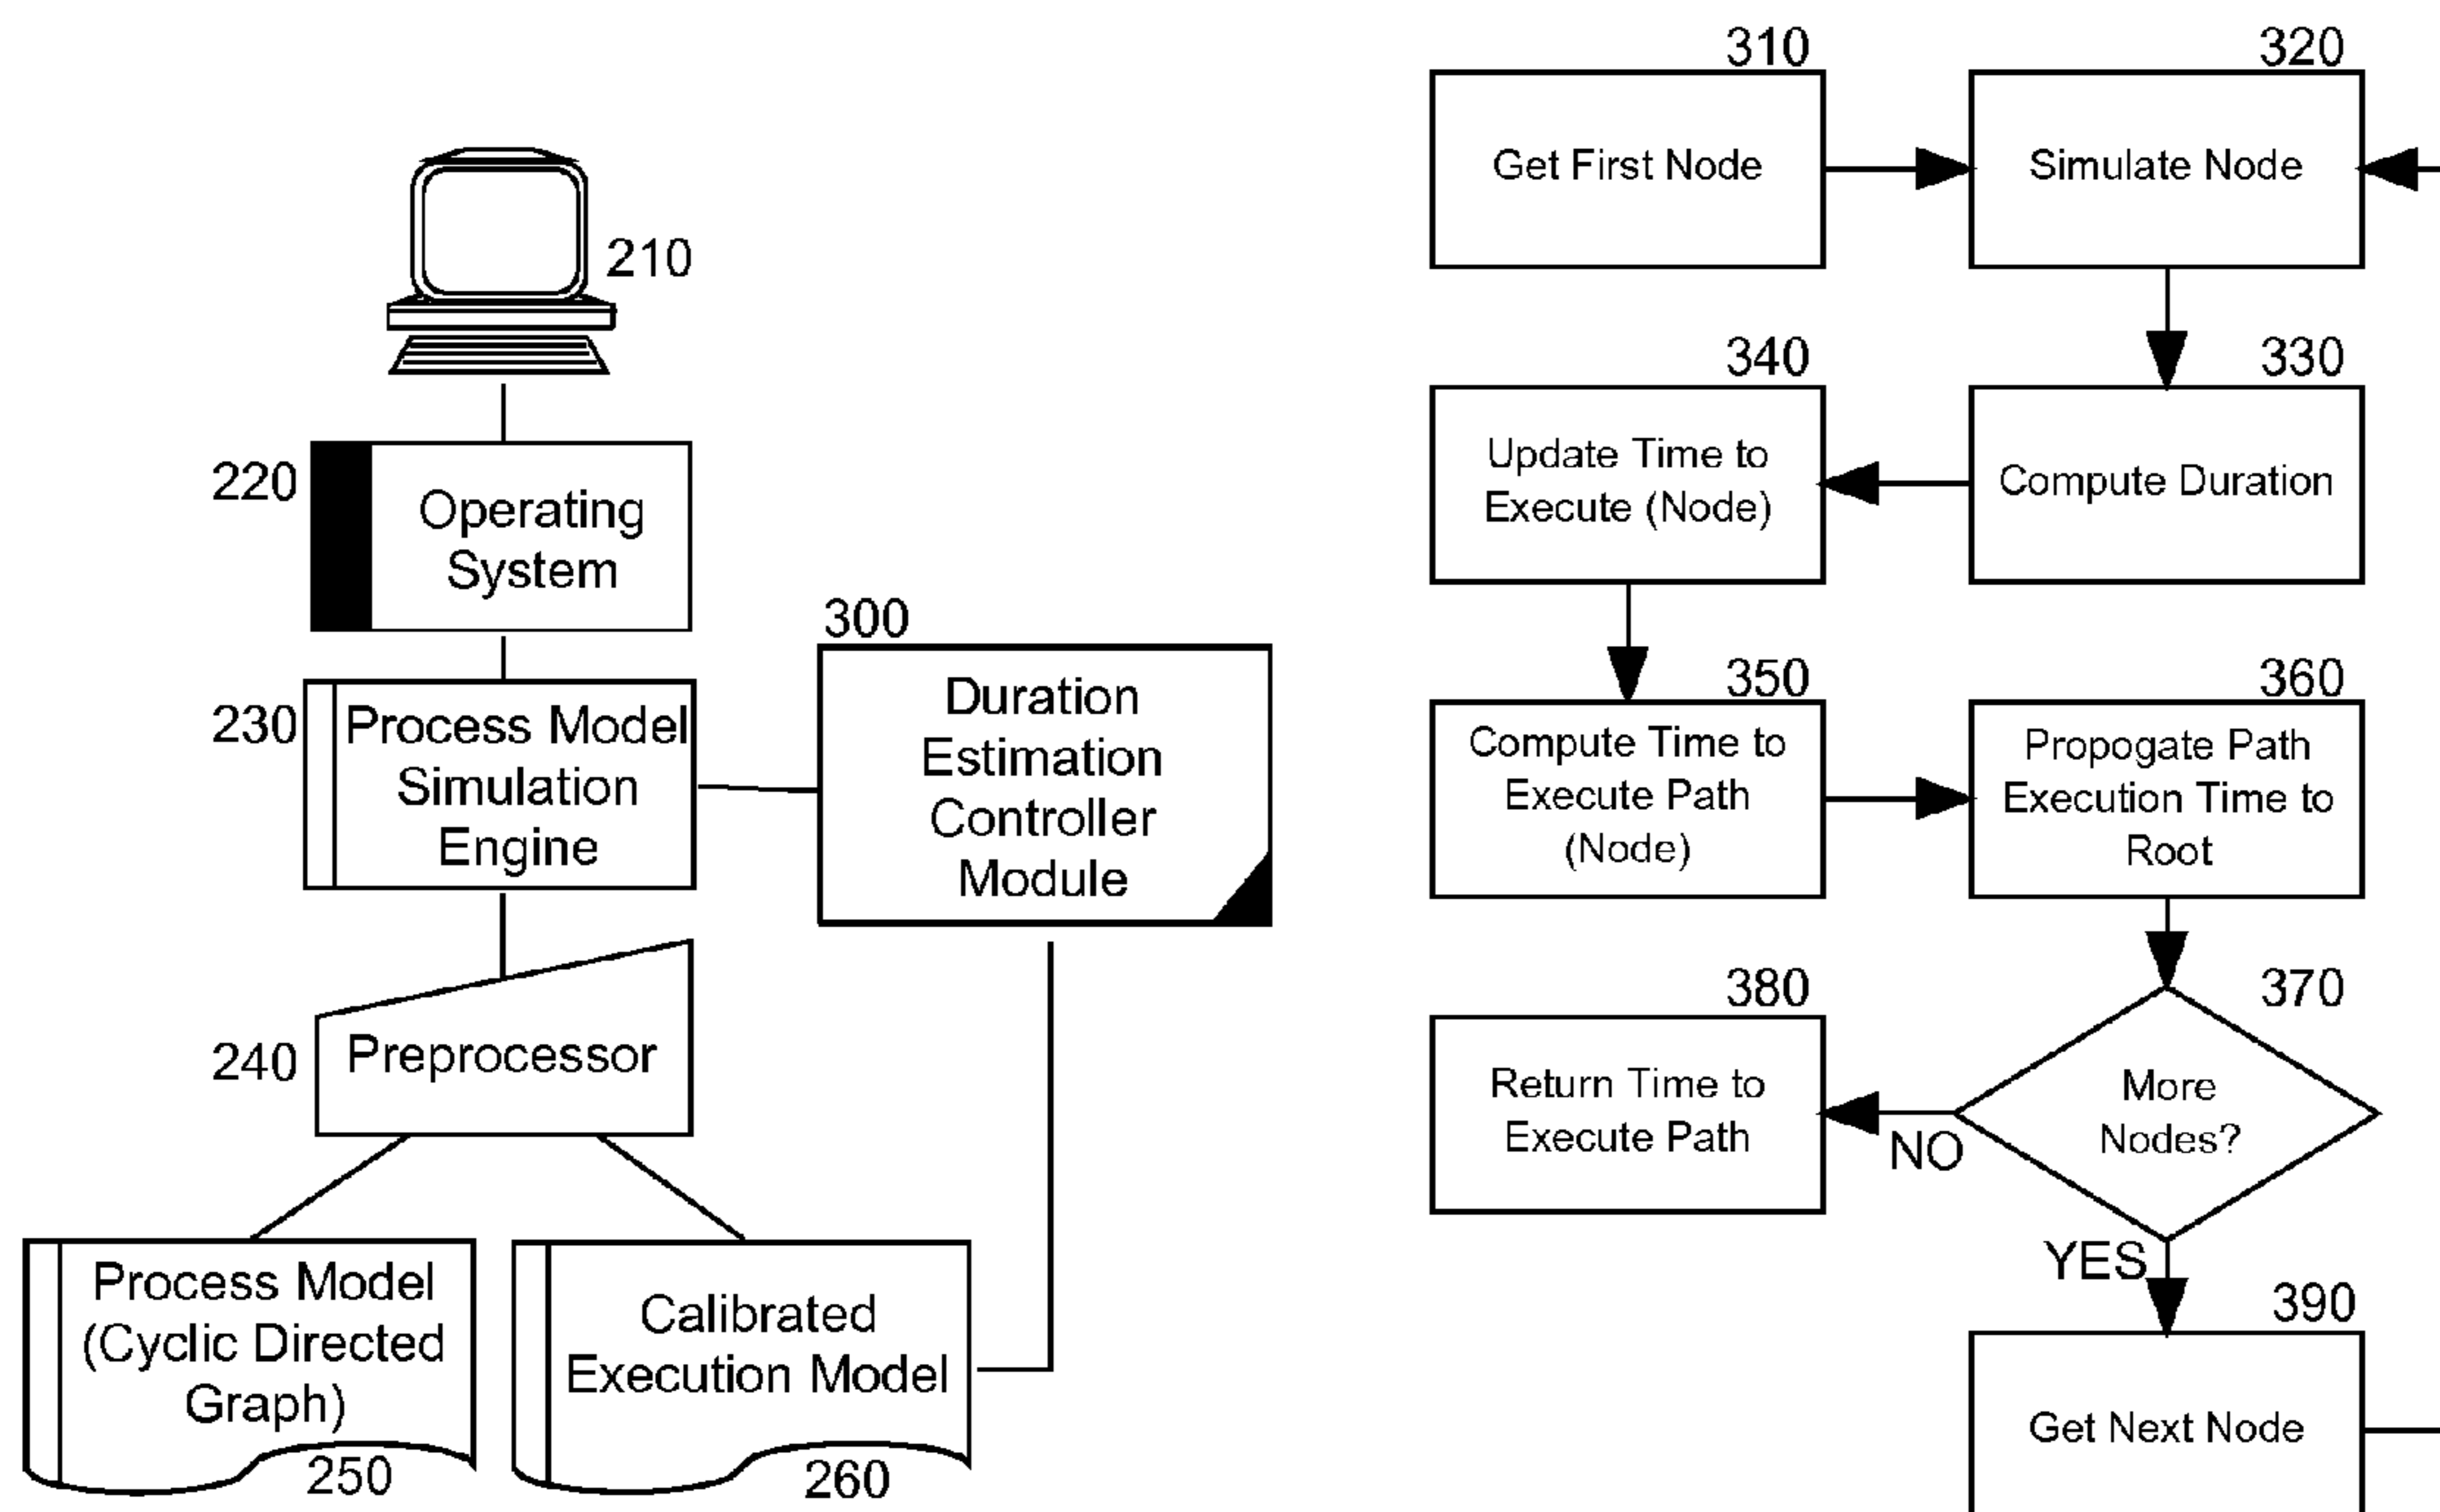 210
220
Operating
System
230
Process Model
Simulation
Engine
300
Duration
Estimation
Controller
Module
240
Preprocessor
Process Model
(Cyclic Directed
Graph)
250
Calibrated
Execution Model
260
310
Get First Node
320
Simulate Node
330
Compute Duration
340
Update Time to
Execute (Node)
350
Compute Time to
Execute Path
(Node)
360
Propogate Path
Execution Time to
Root
370
More
Nodes?
NO
380
Return Time to
Execute Path
YES
390
Get Next Node